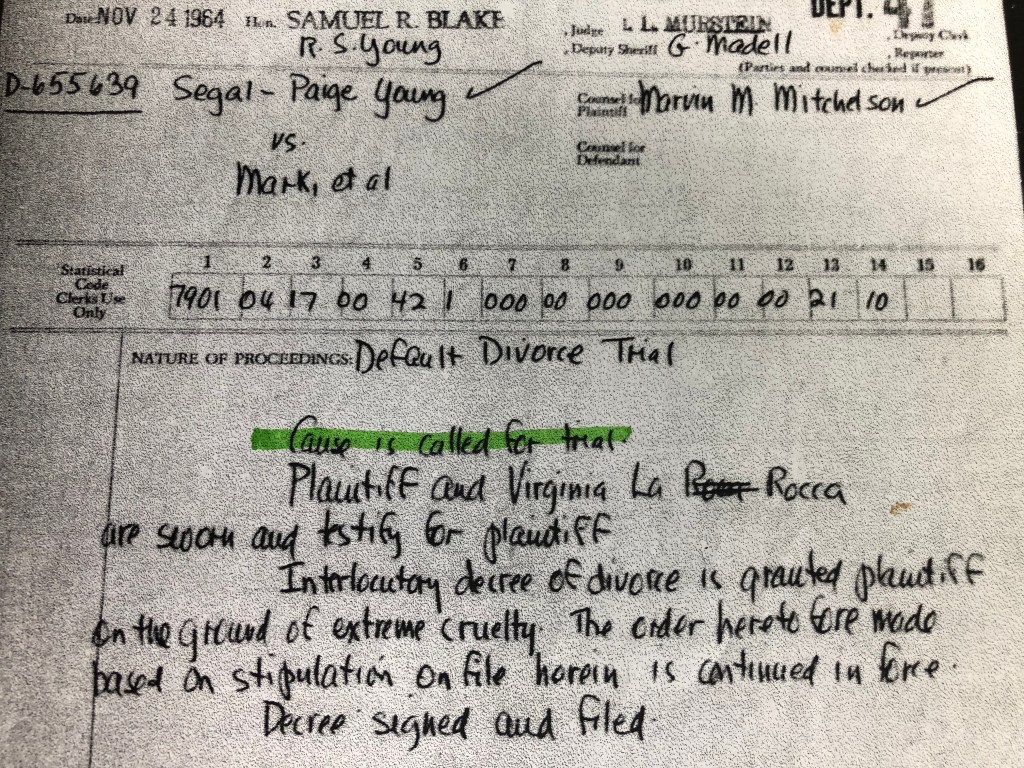 Date NOV 24 1964 Hon. SAMUEL R. BLAKE , Judge L. L. MURSTEIN DEPT. 41 , Deputy Clerk
R. S. Young , Deputy Sheriff G. Madell , Reporter
(Parties and counsel checked if present)
D-655639 Segal - Paige Young ✓ Counsel for Plaintiff Marvin M. Mitchelson ✓
vs.
Mark, et al
Counsel for Defendant
1 2 3 4 5 6 7 8 9 10 11 12 13 14 15 16
Statistical
Code
Clerks Use
Only
7901 04 17 00 42 1 000 00 000 000 00 00 21 10
NATURE OF PROCEEDINGS: Default Divorce Trial
Cause is called for trial.
Plaintiff and Virginia La Rocca
are sworn and testify for plaintiff
Interlocutory decree of divorce is granted plaintiff
on the ground of extreme cruelty. The order hereto fore made
based on stipulation on file herein is continued in force.
Decree signed and filed.